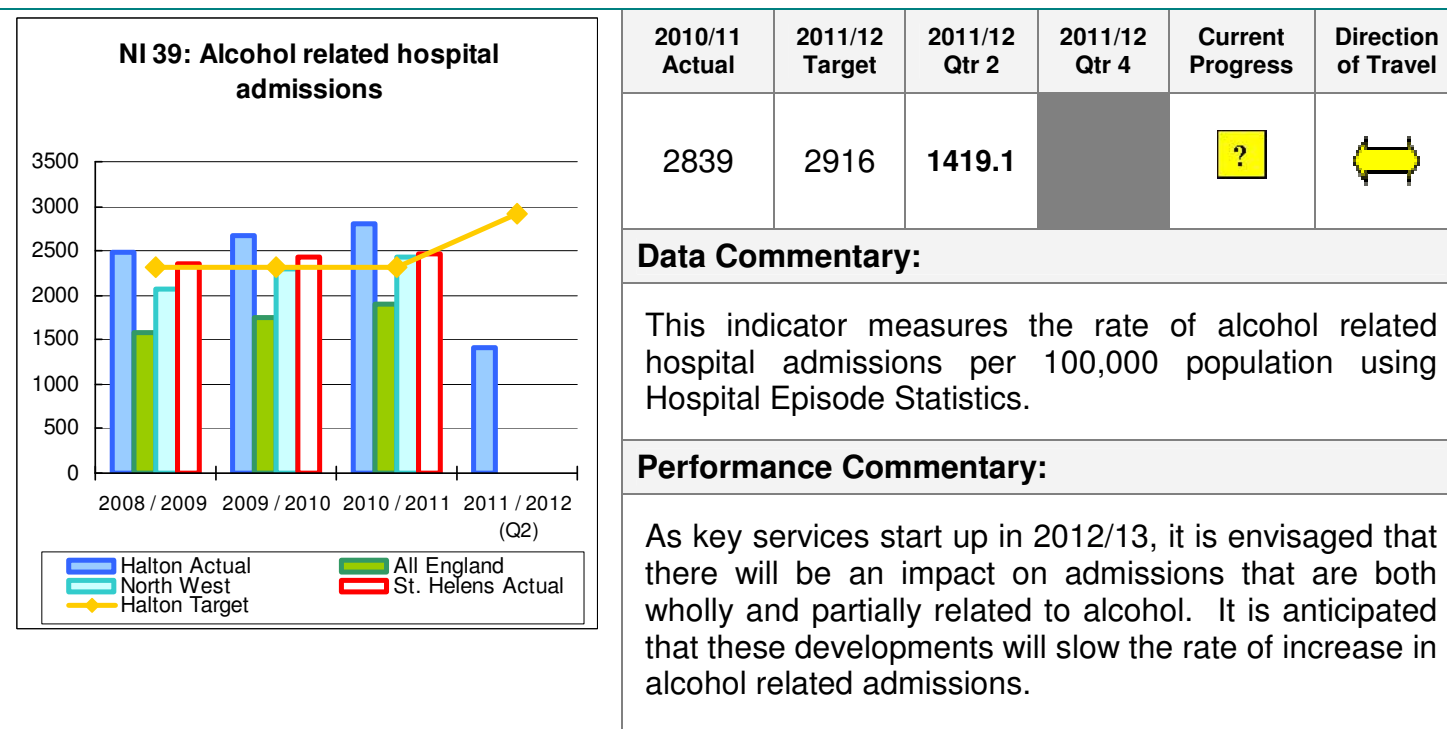 NI 39: Alcohol related hospital
admissions
3500
3000
2500
2000
1500
1000
500
0
2008 / 2009 2009 / 2010 2010 / 2011 2011 / 2012
(Q2)
Halton Actual All England
North West St. Helens Actual
Halton Target
2010/11 Actual 2011/12 Target 2011/12 Qtr 2 2011/12 Qtr 4 Current Progress Direction of Travel
2839 2916 1419.1 ?
Data Commentary:
This indicator measures the rate of alcohol related
hospital admissions per 100,000 population using
Hospital Episode Statistics.
Performance Commentary:
As key services start up in 2012/13, it is envisaged that
there will be an impact on admissions that are both
wholly and partially related to alcohol. It is anticipated
that these developments will slow the rate of increase in
alcohol related admissions.